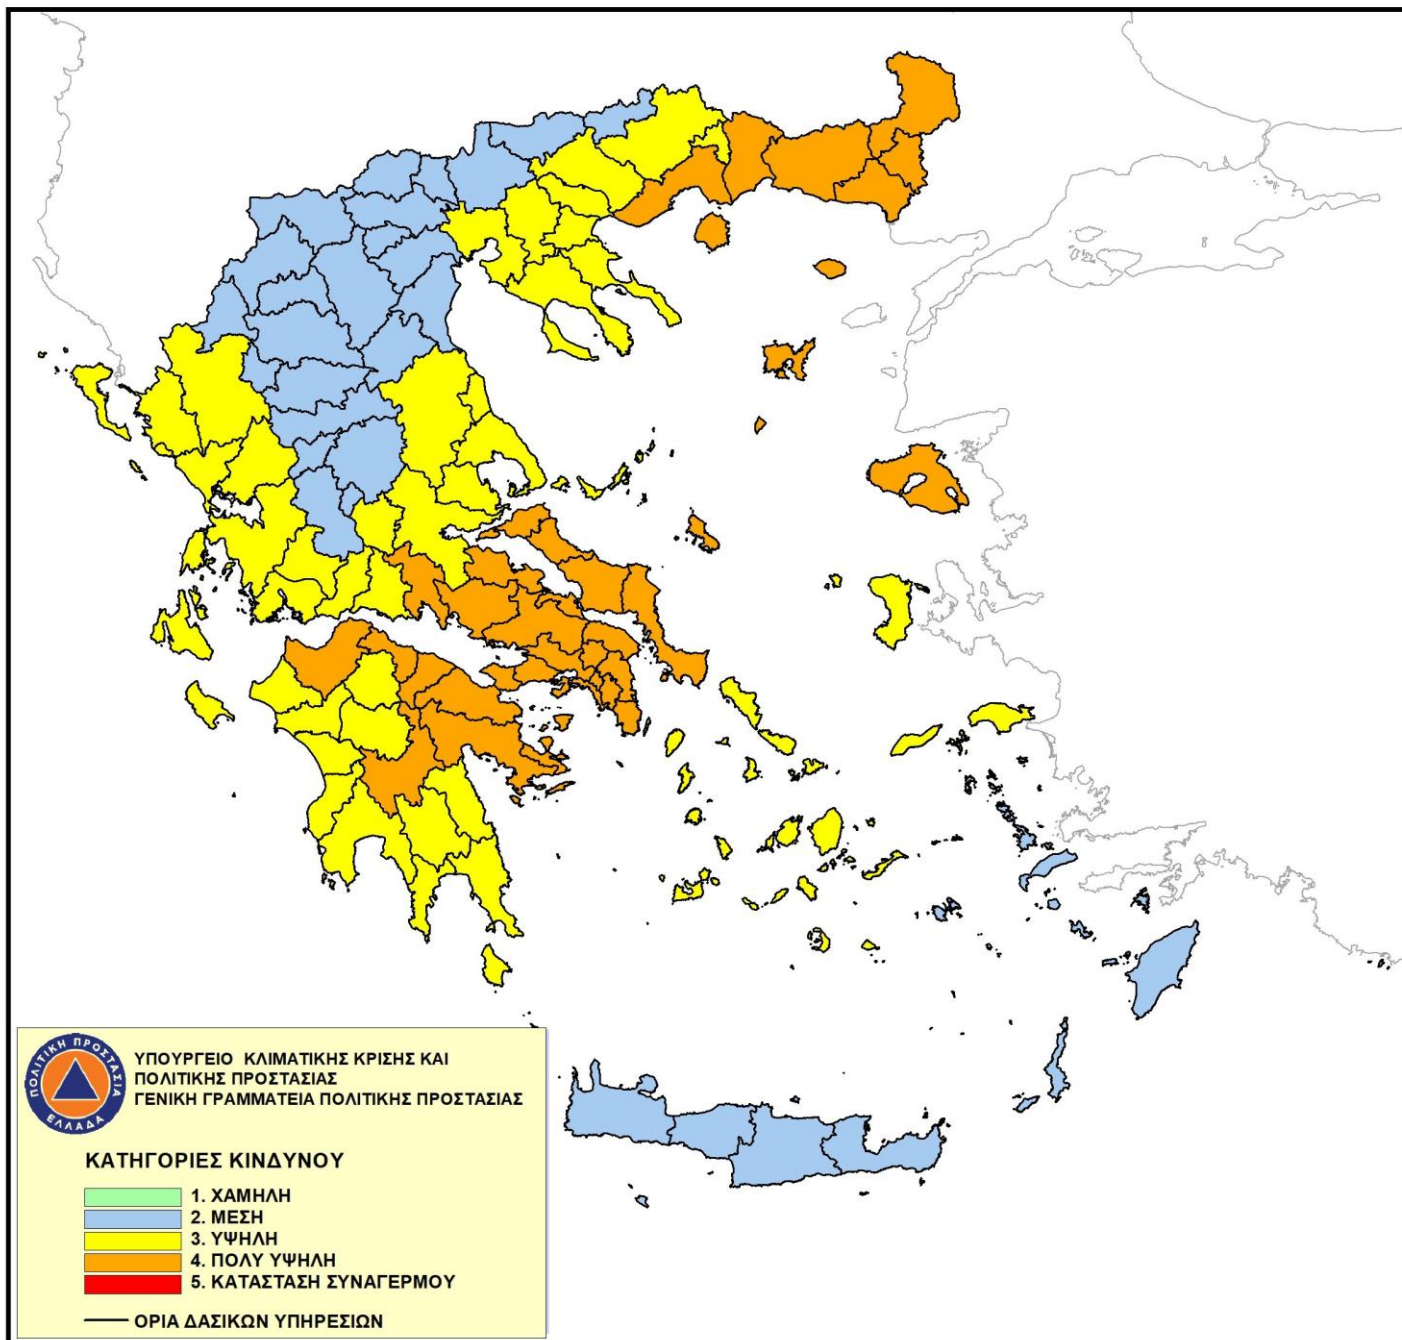 ΠΟΛΙΤΙΚΗ ΠΡΟΣΤΑΣΙΑ
ΕΛΛΑΔΑ
ΥΠΟΥΡΓΕΙΟ ΚΛΙΜΑΤΙΚΗΣ ΚΡΙΣΗΣ ΚΑΙ
ΠΟΛΙΤΙΚΗΣ ΠΡΟΣΤΑΣΙΑΣ
ΓΕΝΙΚΗ ΓΡΑΜΜΑΤΕΙΑ ΠΟΛΙΤΙΚΗΣ ΠΡΟΣΤΑΣΙΑΣ
ΚΑΤΗΓΟΡΙΕΣ ΚΙΝΔΥΝΟΥ
1. ΧΑΜΗΛΗ
2. ΜΕΣΗ
3. ΥΨΗΛΗ
4. ΠΟΛΥ ΥΨΗΛΗ
5. ΚΑΤΑΣΤΑΣΗ ΣΥΝΑΓΕΡΜΟΥ
ΟΡΙΑ ΔΑΣΙΚΩΝ ΥΠΗΡΕΣΙΩΝ